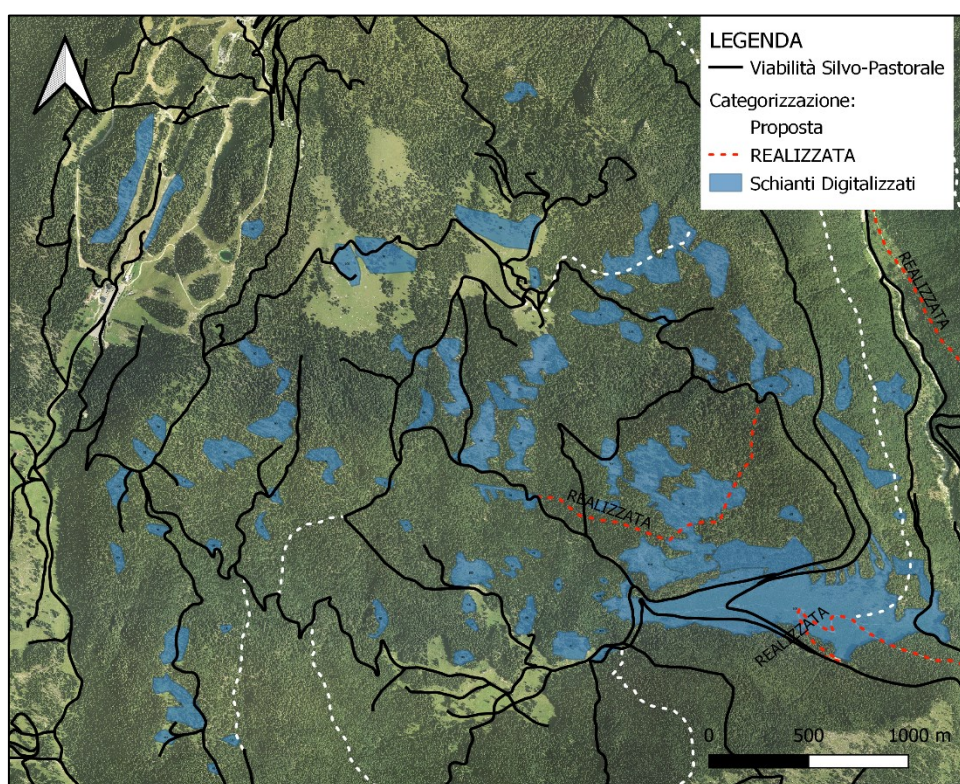 LEGENDA
Viabilità Silvo-Pastorale
Categorizzazione:
Proposta
REALIZZATA
Schianti Digitalizzati
REALIZZATA
REALIZZATA
REALIZZATA
0 500 1000 m